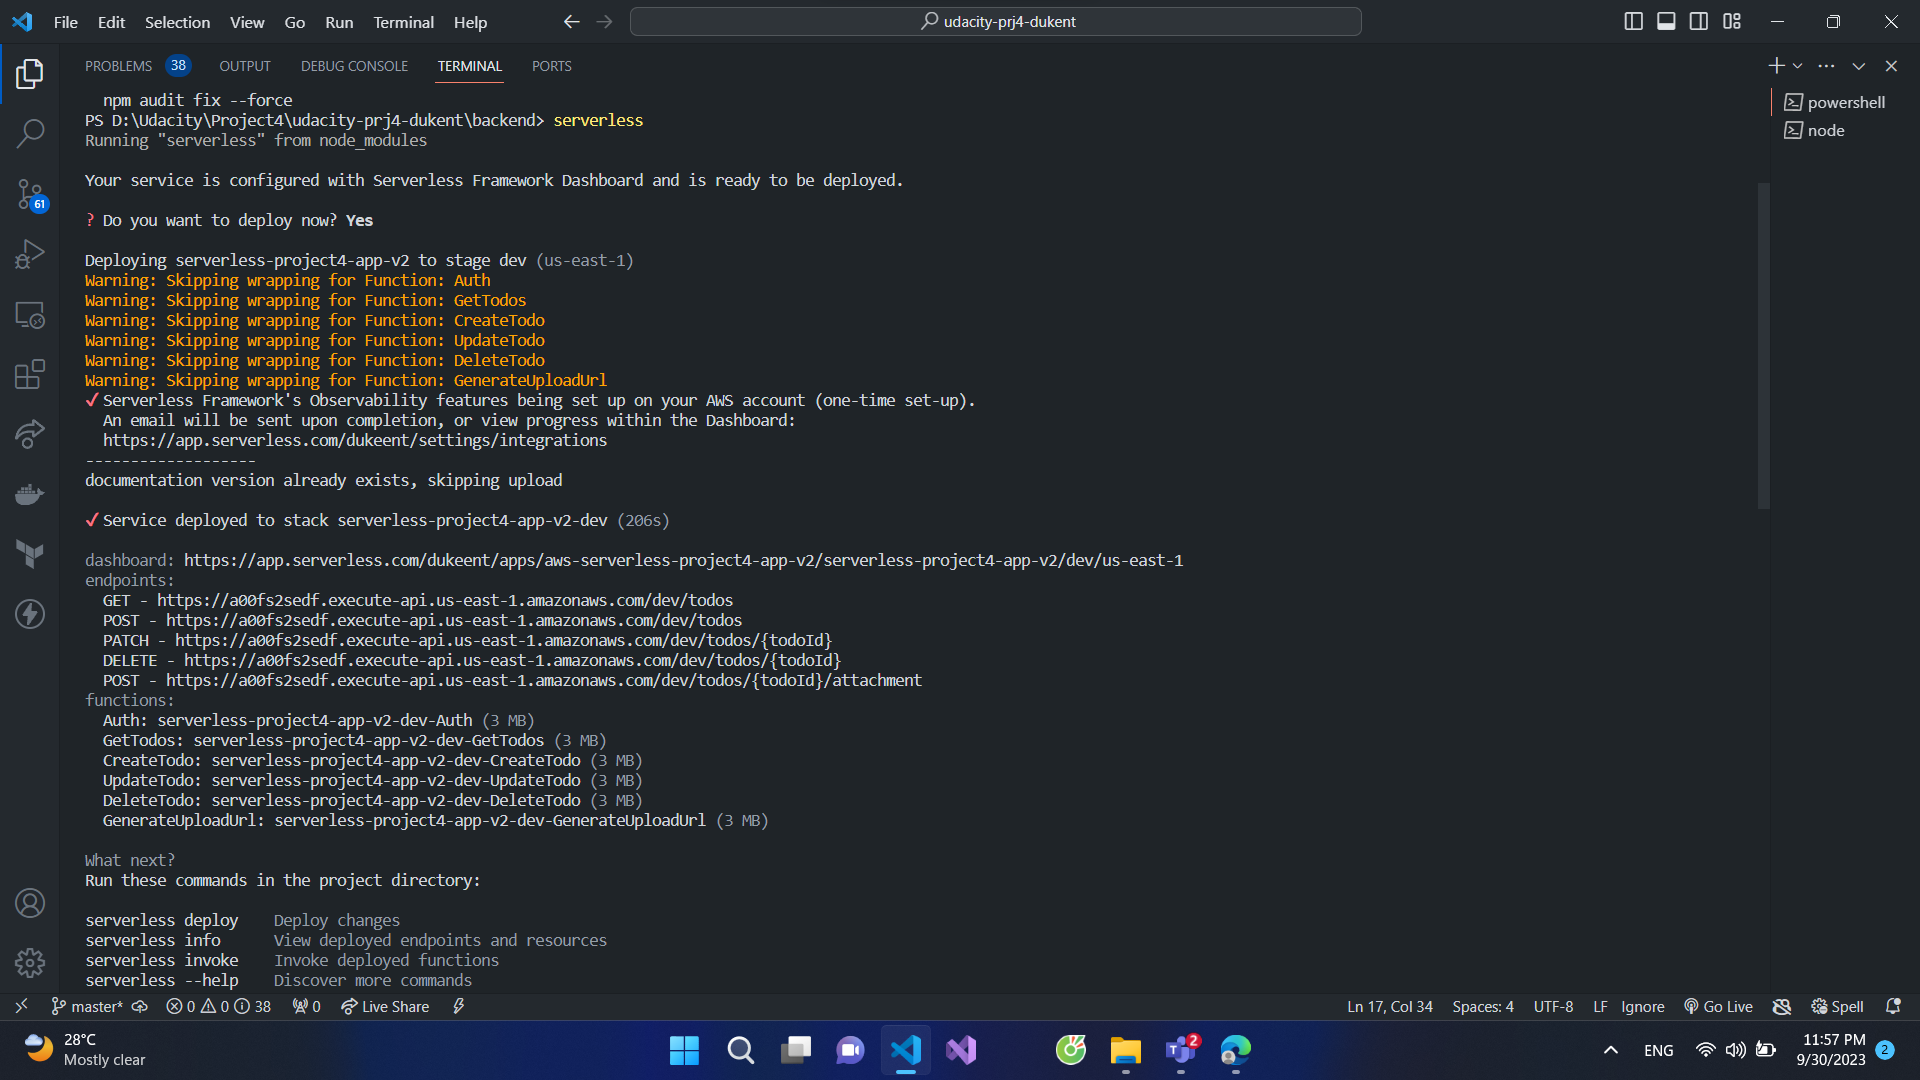 File Edit Selection View Go Run Terminal Help
udacity-prj4-dukent
PROBLEMS 38 OUTPUT DEBUG CONSOLE TERMINAL PORTS
powershell
node
61
npm audit fix --force
PS D:\Udacity\Project4\udacity-prj4-dukent\backend> serverless
Running "serverless" from node_modules
Your service is configured with Serverless Framework Dashboard and is ready to be deployed.
? Do you want to deploy now? Yes
Deploying serverless-project4-app-v2 to stage dev (us-east-1)
Warning: Skipping wrapping for Function: Auth
Warning: Skipping wrapping for Function: GetTodos
Warning: Skipping wrapping for Function: CreateTodo
Warning: Skipping wrapping for Function: UpdateTodo
Warning: Skipping wrapping for Function: DeleteTodo
Warning: Skipping wrapping for Function: GenerateUploadUrl
✓ Serverless Framework's Observability features being set up on your AWS account (one-time set-up).
An email will be sent upon completion, or view progress within the Dashboard:
https://app.serverless.com/dukeent/settings/integrations
-------------------
documentation version already exists, skipping upload
✓ Service deployed to stack serverless-project4-app-v2-dev (206s)
dashboard: https://app.serverless.com/dukeent/apps/aws-serverless-project4-app-v2/serverless-project4-app-v2/dev/us-east-1
endpoints:
GET - https://a00fs2sedf.execute-api.us-east-1.amazonaws.com/dev/todos
POST - https://a00fs2sedf.execute-api.us-east-1.amazonaws.com/dev/todos
PATCH - https://a00fs2sedf.execute-api.us-east-1.amazonaws.com/dev/todos/{todoId}
DELETE - https://a00fs2sedf.execute-api.us-east-1.amazonaws.com/dev/todos/{todoId}
POST - https://a00fs2sedf.execute-api.us-east-1.amazonaws.com/dev/todos/{todoId}/attachment
functions:
Auth: serverless-project4-app-v2-dev-Auth (3 MB)
GetTodos: serverless-project4-app-v2-dev-GetTodos (3 MB)
CreateTodo: serverless-project4-app-v2-dev-CreateTodo (3 MB)
UpdateTodo: serverless-project4-app-v2-dev-UpdateTodo (3 MB)
DeleteTodo: serverless-project4-app-v2-dev-DeleteTodo (3 MB)
GenerateUploadUrl: serverless-project4-app-v2-dev-GenerateUploadUrl (3 MB)
What next?
Run these commands in the project directory:
serverless deploy Deploy changes
serverless info View deployed endpoints and resources
serverless invoke Invoke deployed functions
serverless --help Discover more commands
master* 0 0 38 0 Live Share Ln 17, Col 34 Spaces: 4 UTF-8 LF Ignore Go Live Spell
28°C
Mostly clear
T 2
ENG
11:57 PM
9/30/2023
2